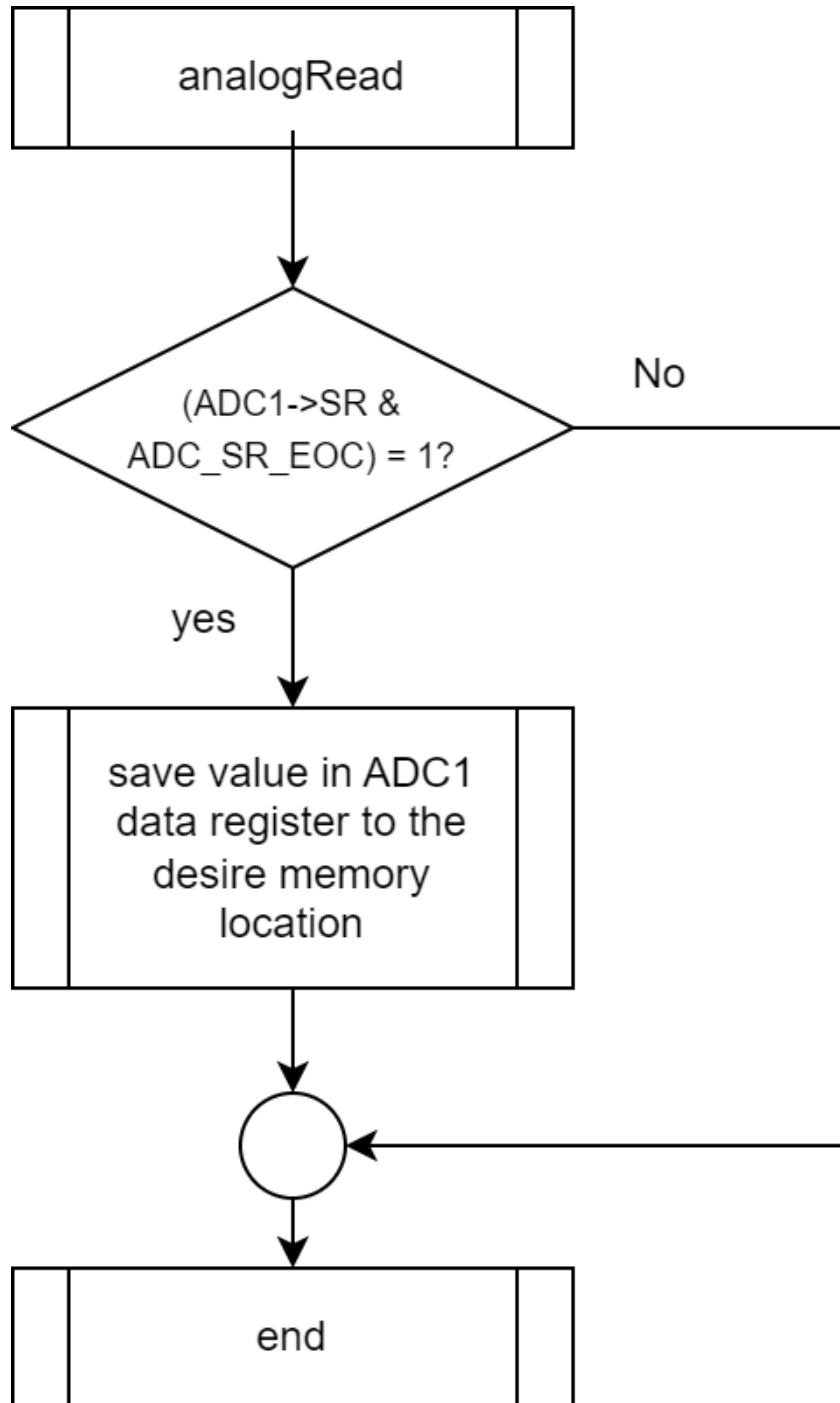 analogRead
(ADC1->SR &
ADC_SR_EOC) = 1?
No
yes
save value in ADC1
data register to the
desire memory
location
end